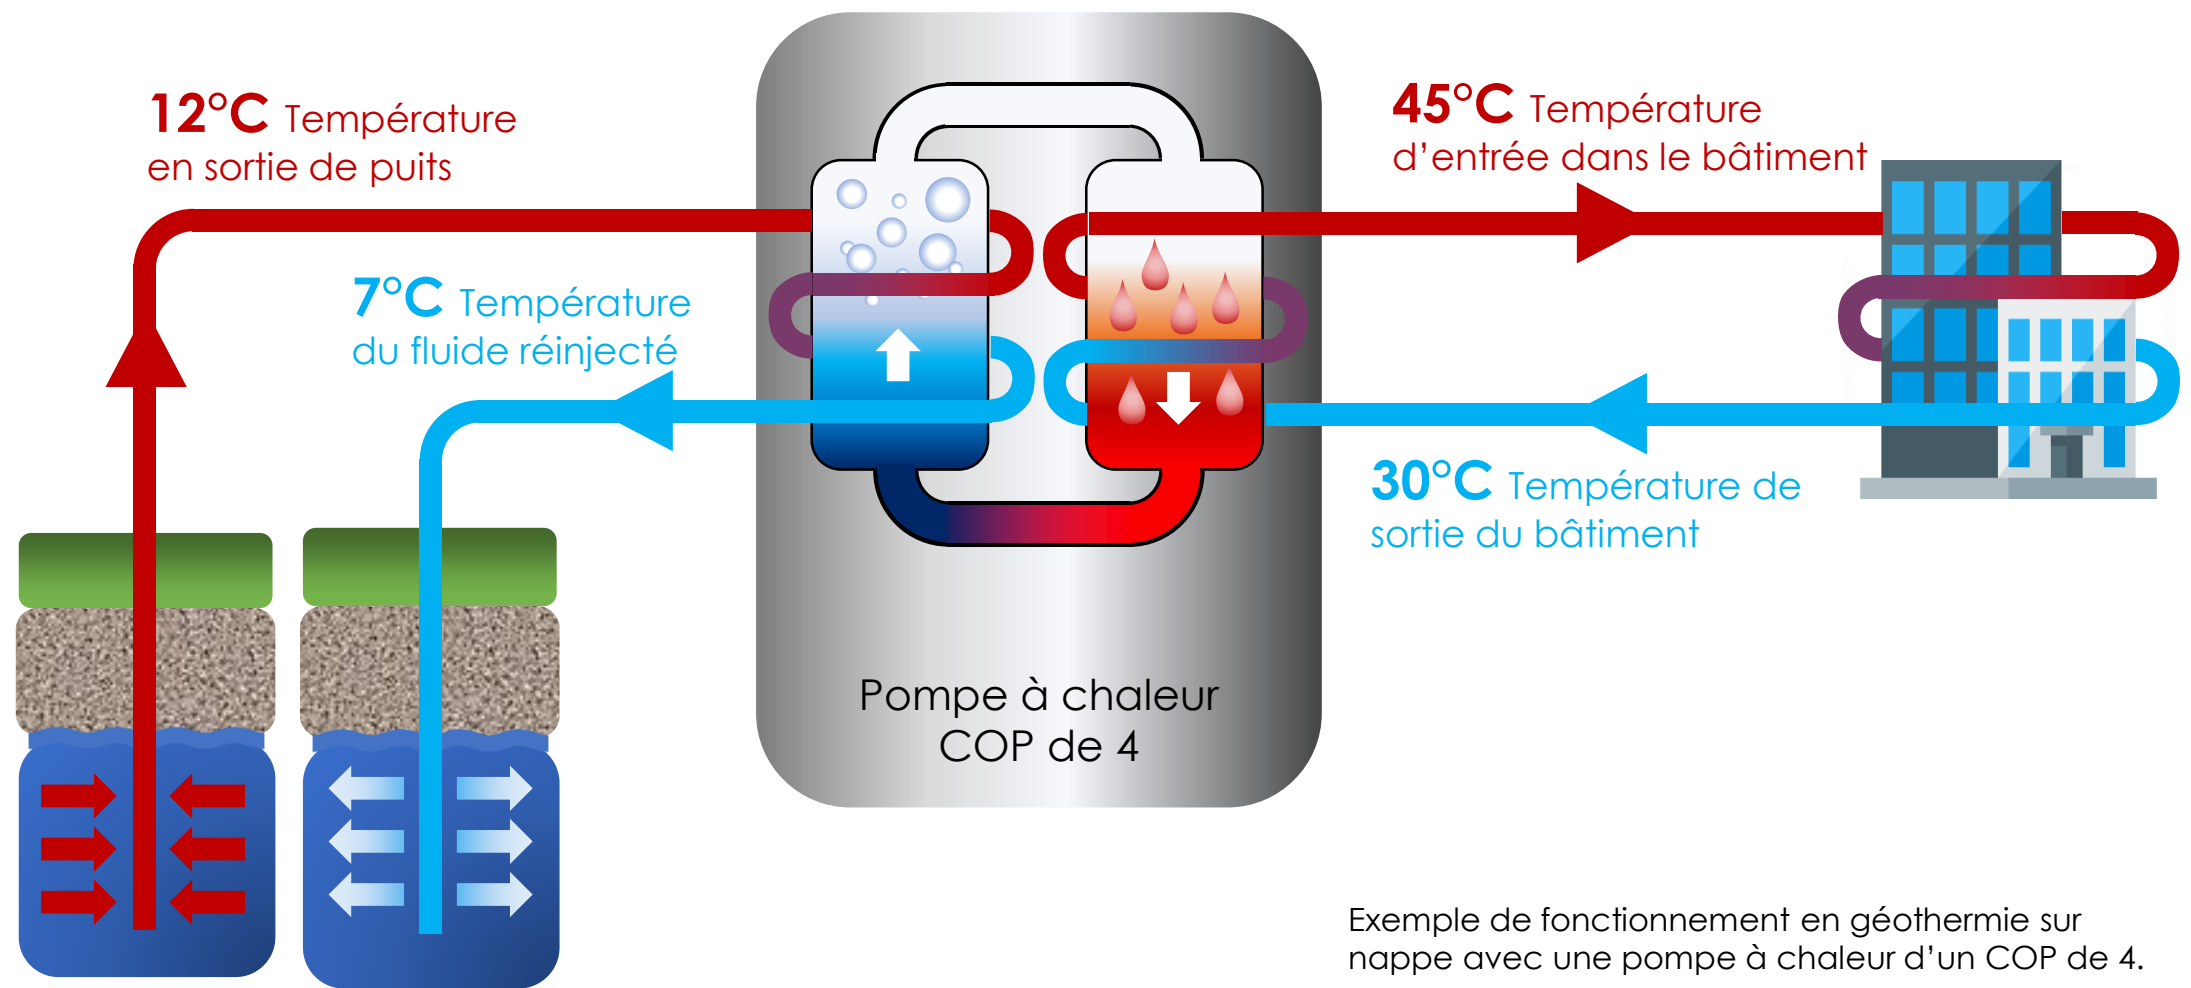 12°C Température
en sortie de puits
7°C Température
du fluide réinjecté
45°C Température
d’entrée dans le bâtiment
30°C Température de
sortie du bâtiment
Pompe à chaleur
COP de 4
Exemple de fonctionnement en géothermie sur
nappe avec une pompe à chaleur d’un COP de 4.